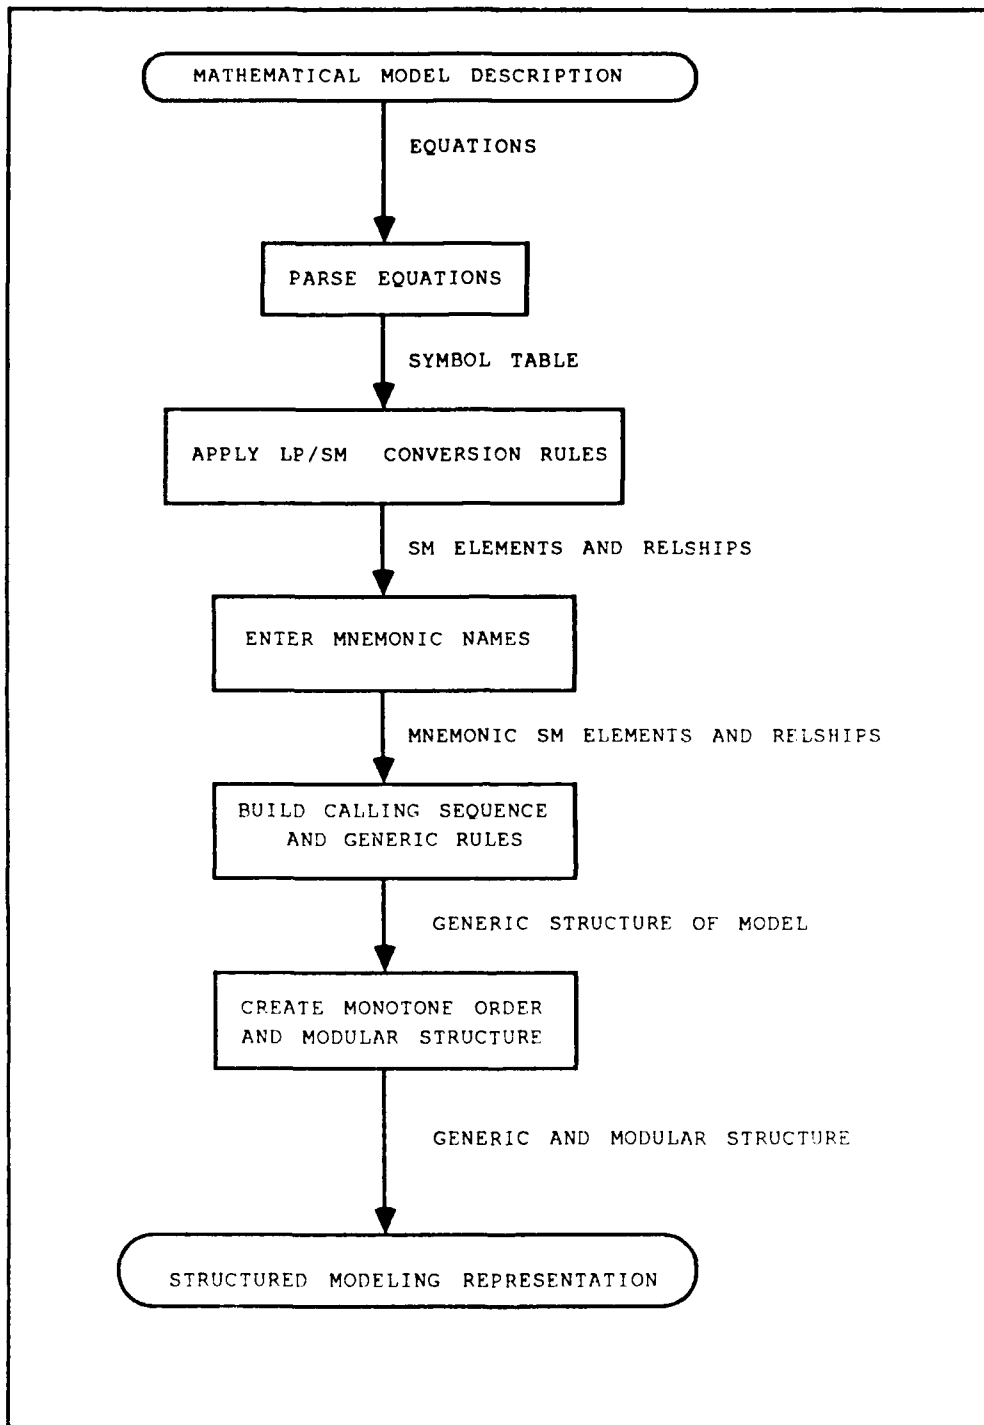 MATHEMATICAL MODEL DESCRIPTION
EQUATIONS
PARSE EQUATIONS
SYMBOL TABLE
APPLY LP/SM CONVERSION RULES
SM ELEMENTS AND RELSHIPS
ENTER MNEMONIC NAMES
MNEMONIC SM ELEMENTS AND RELSHIPS
BUILD CALLING SEQUENCE
AND GENERIC RULES
GENERIC STRUCTURE OF MODEL
CREATE MONOTONE ORDER
AND MODULAR STRUCTURE
GENERIC AND MODULAR STRUCTURE
STRUCTURED MODELING REPRESENTATION